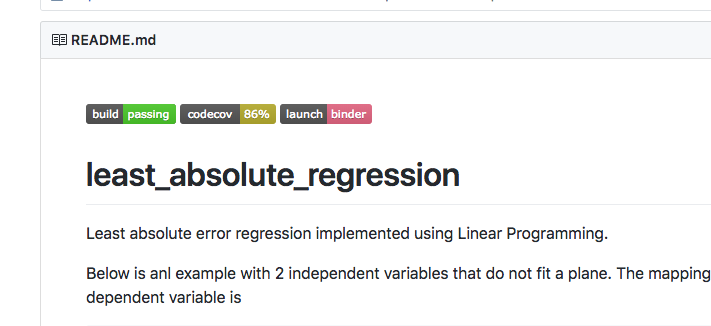 README.md
build passing codecov 86% launch binder
least_absolute_regression
Least absolute error regression implemented using Linear Programming.
Below is anl example with 2 independent variables that do not fit a plane. The mapping
dependent variable is